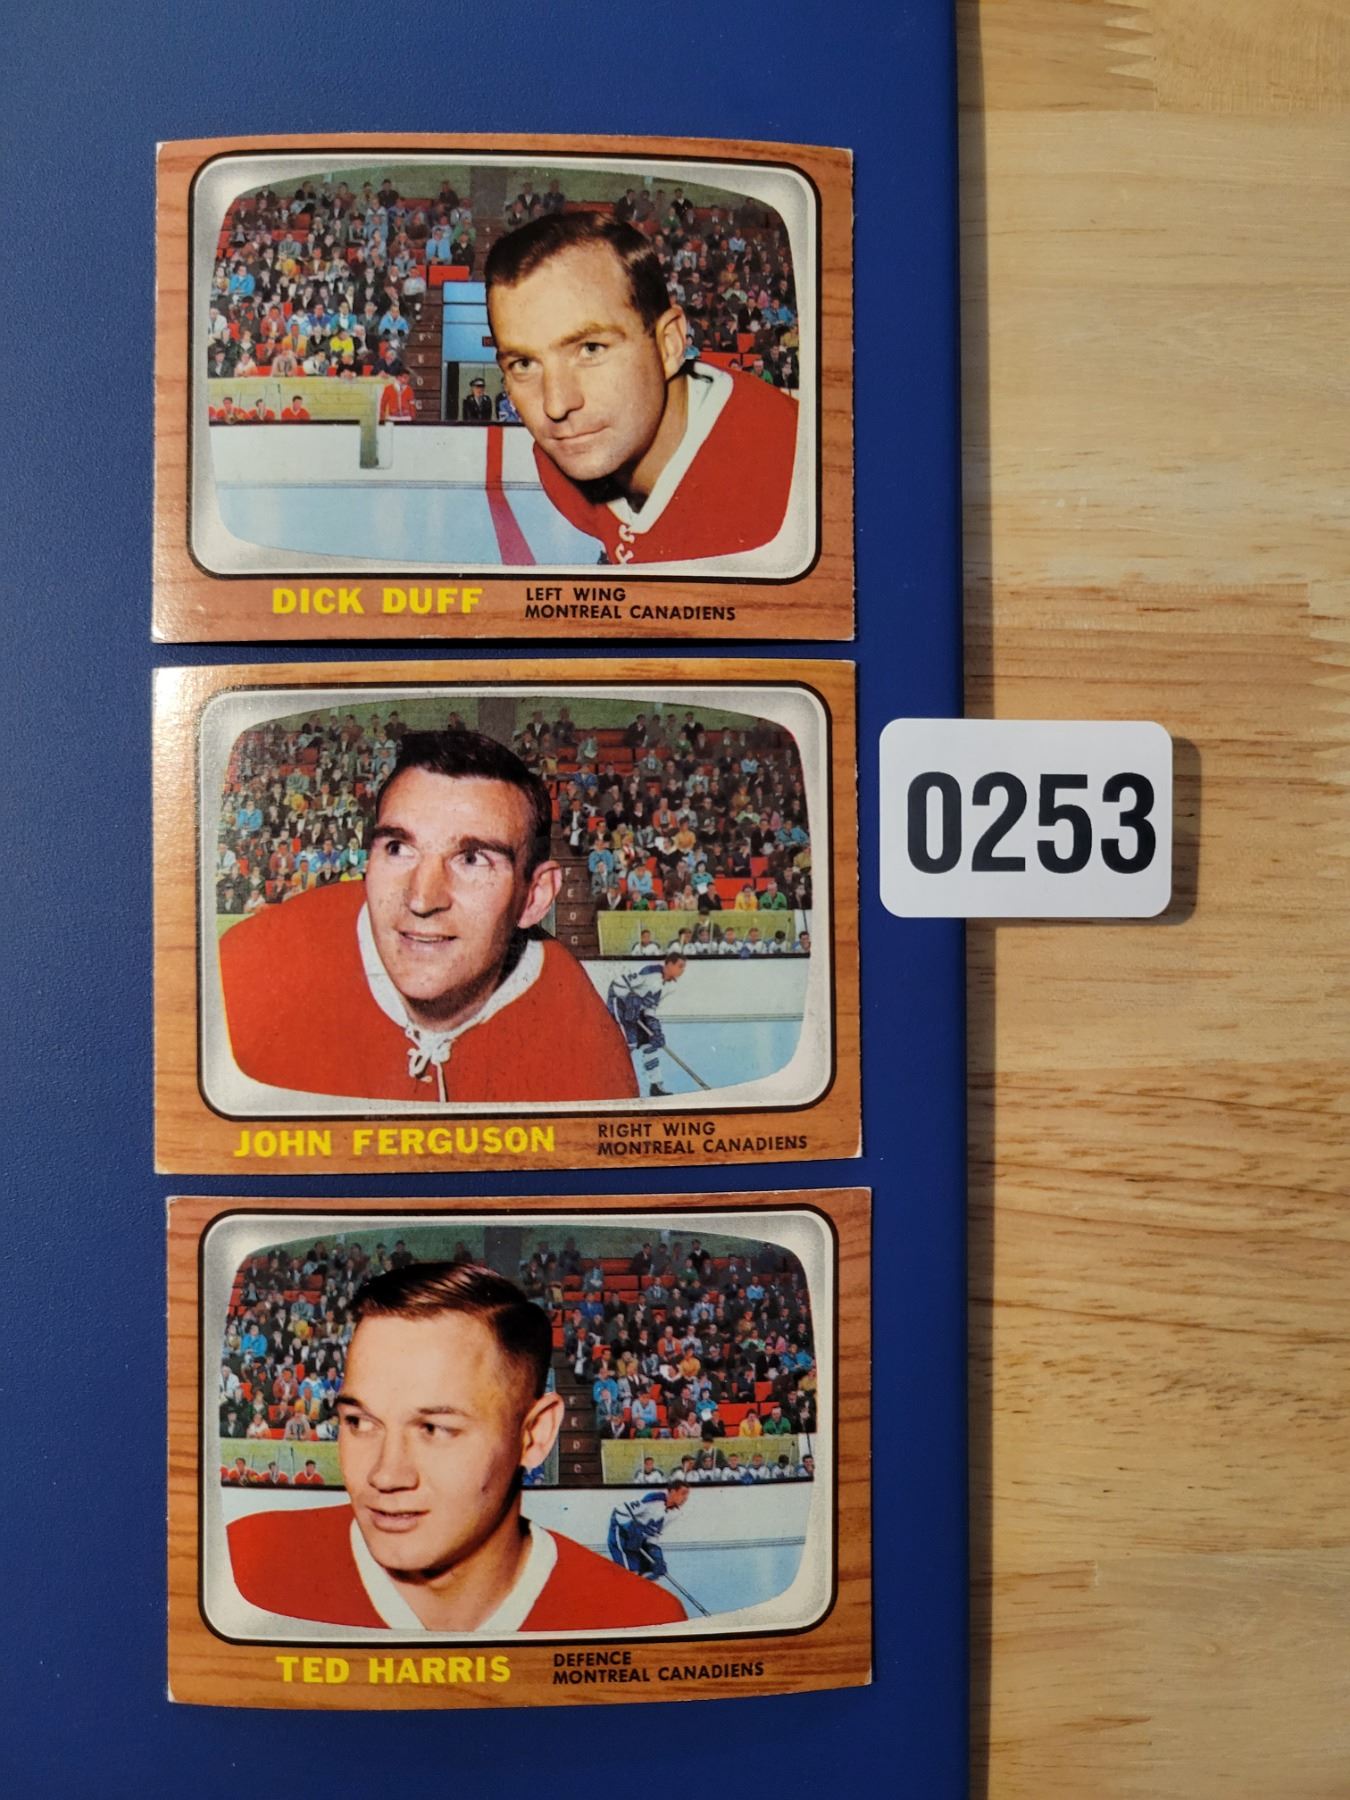 DICK DUFF
LEFT WING
MONTREAL CANADIENS
JOHN FERGUSON
RIGHT WING
MONTREAL CANADIENS
0253
TED HARRIS
DEFENCE
MONTREAL CANADIENS